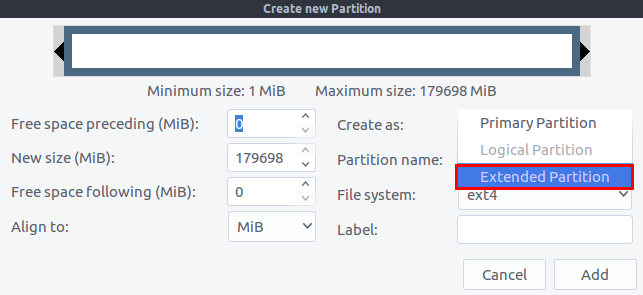 Create new Partition
Minimum size: 1 MiB Maximum size: 179698 MiB
Free space preceding (MiB): 0
New size (MiB): 179698
Free space following (MiB): 0
Align to: MiB
Create as: Primary Partition
Logical Partition
Partition name:
Extended Partition
File system: ext4
Label:
Cancel Add